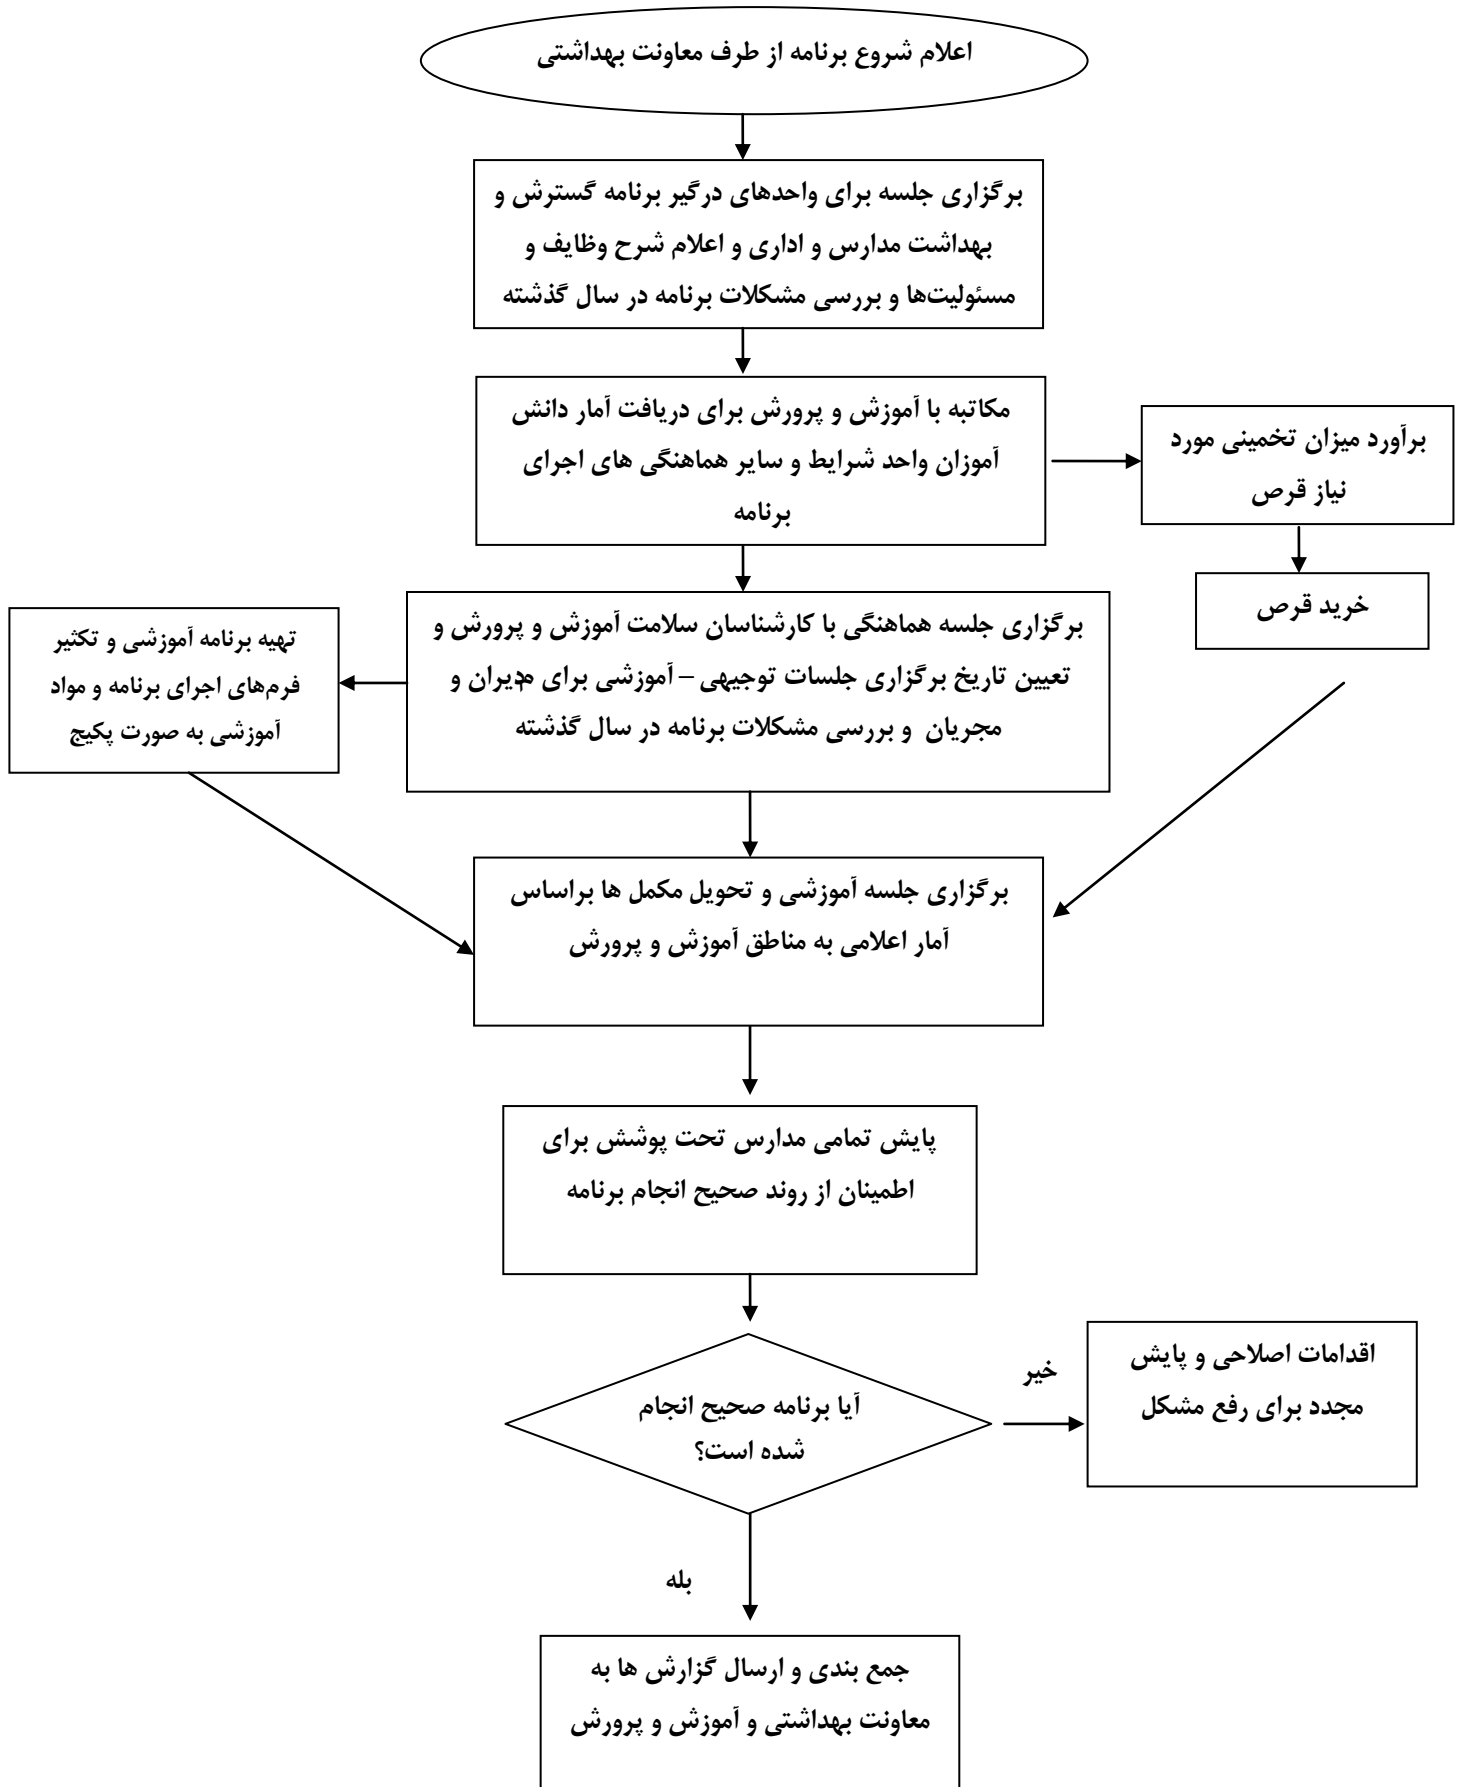 اعلام شروع برنامه از طرف معاونت بهداشتی
برگزاری جلسه برای واحدهای درگیر برنامه گسترش و
بهداشت مدارس و اداری و اعلام شرح وظایف و
مسئولیت‌ها و بررسی مشکلات برنامه در سال گذشته
مکاتبه با آموزش و پرورش برای دریافت آمار دانش
آموزان واحد شرایط و سایر هماهنگی های اجرای
برنامه
برآورد میزان تخمینی مورد
نیاز قرص
خرید قرص
برگزاری جلسه هماهنگی با کارشناسان سلامت آموزش و پرورش و
تعیین تاریخ برگزاری جلسات توجیهی – آموزشی برای مدیران و
مجریان و بررسی مشکلات برنامه در سال گذشته
تهیه برنامه آموزشی و تکثیر
فرم‌های اجرای برنامه و مواد
آموزشی به صورت پکیج
برگزاری جلسه آموزشی و تحویل مکمل ها براساس
آمار اعلامی به مناطق آموزش و پرورش
پایش تمامی مدارس تحت پوشش برای
اطمینان از روند صحیح انجام برنامه
آیا برنامه صحیح انجام
شده است؟
خیر
اقدامات اصلاحی و پایش
مجدد برای رفع مشکل
بله
جمع بندی و ارسال گزارش ها به
معاونت بهداشتی و آموزش و پرورش